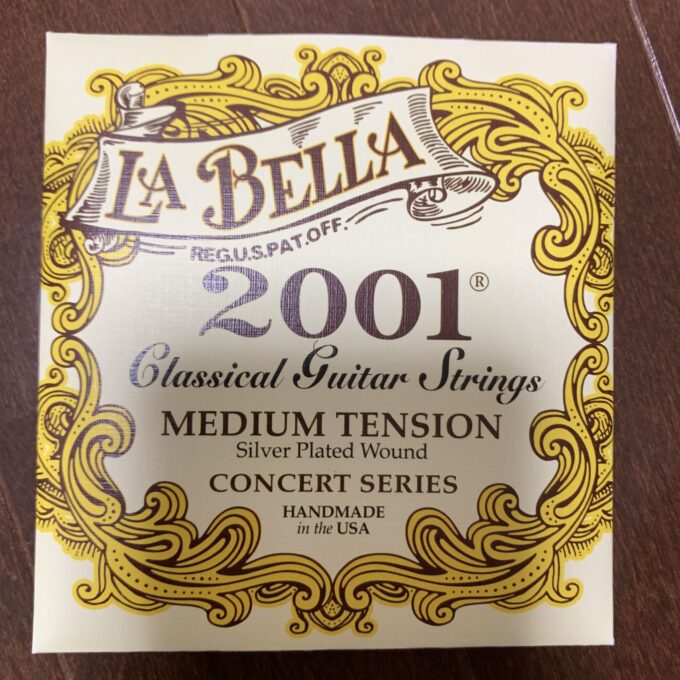 LA BELLA
REG.U.S.PAT.OFF.
2001®
Classical Guitar Strings
MEDIUM TENSION
Silver Plated Wound
CONCERT SERIES
HANDMADE
in the USA